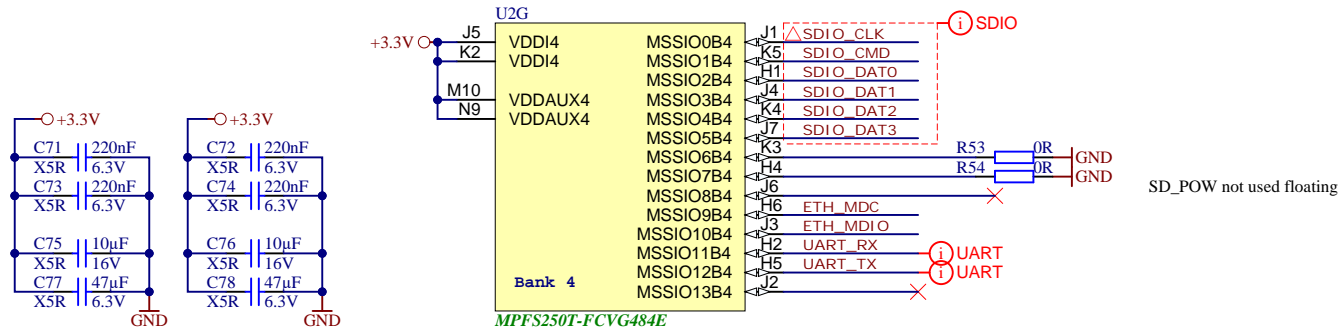 U2G
+3.3V
J5 VDDI4
K2 VDDI4
M10 VDDAUX4
N9 VDDAUX4
MSSIO0B4 J1 SDIO_CLK
MSSIO1B4 K5 SDIO_CMD
MSSIO2B4 H1 SDIO_DAT0
MSSIO3B4 J4 SDIO_DAT1
MSSIO4B4 K4 SDIO_DAT2
MSSIO5B4 J7 SDIO_DAT3
MSSIO6B4 K3 R53 0R GND
MSSIO7B4 H4 R54 0R GND
MSSIO8B4 J6
MSSIO9B4 H6 ETH_MDC
MSSIO10B4 J3 ETH_MDIO
MSSIO11B4 H2 UART_RX i UART
MSSIO12B4 H5 UART_TX i UART
MSSIO13B4 J2
i SDIO
SD_POW not used floating
Bank 4
MPFS250T-FCVG484E
+3.3V
C71 220nF
X5R 6.3V
C73 220nF
X5R 6.3V
C75 10µF
X5R 16V
C77 47µF
X5R 6.3V
GND
+3.3V
C72 220nF
X5R 6.3V
C74 220nF
X5R 6.3V
C76 10µF
X5R 16V
C78 47µF
X5R 6.3V
GND